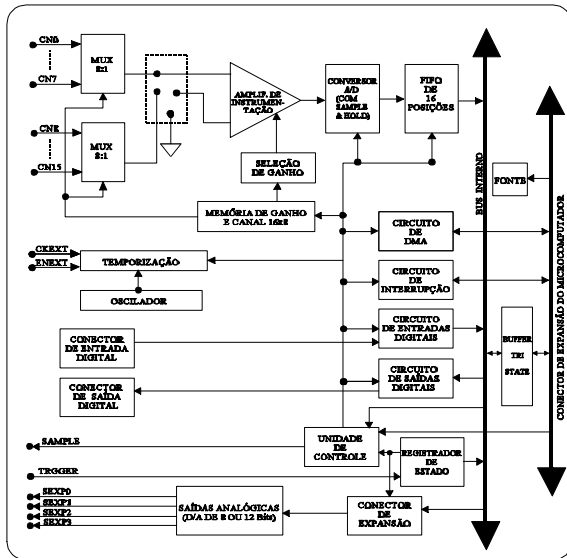 CN0
MUX
8:1
CN7
CN8
MUX
8:1
CN15
AMPLIF. DE
INSTRUMEN-
TAÇÃO
CONVERSOR
A/D
(COM
SAMPLE
& HOLD)
FIFO
DE
16
POSIÇÕES
SELEÇÃO
DE GANHO
MEMÓRIA DE GANHO
E CANAL 16x8
BUS INTERNO
FONTE
CONECTOR DE EXPANSÃO DO MICROCOMPUTADOR
CKEXT
ENEXT
TEMPORIZAÇÃO
OSCILADOR
CIRCUITO
DE
DMA
CIRCUITO
DE
INTERRUPÇÃO
CONECTOR
DE ENTRADA
DIGITAL
CIRCUITO
DE ENTRADAS
DIGITAIS
BUFFER
TRI
STATE
CONECTOR
DE SAÍDA
DIGITAL
CIRCUITO
DE SAÍDAS
DIGITAIS
SAMPLE
UNIDADE
DE
CONTROLE
REGISTRADOR
DE
ESTADO
TRGGER
SEXP0
SEXP1
SEXP2
SEXP3
SAÍDAS ANALÓGICAS
(D/A DE 8 OU 12 Bits)
CONECTOR
DE
EXPANSÃO